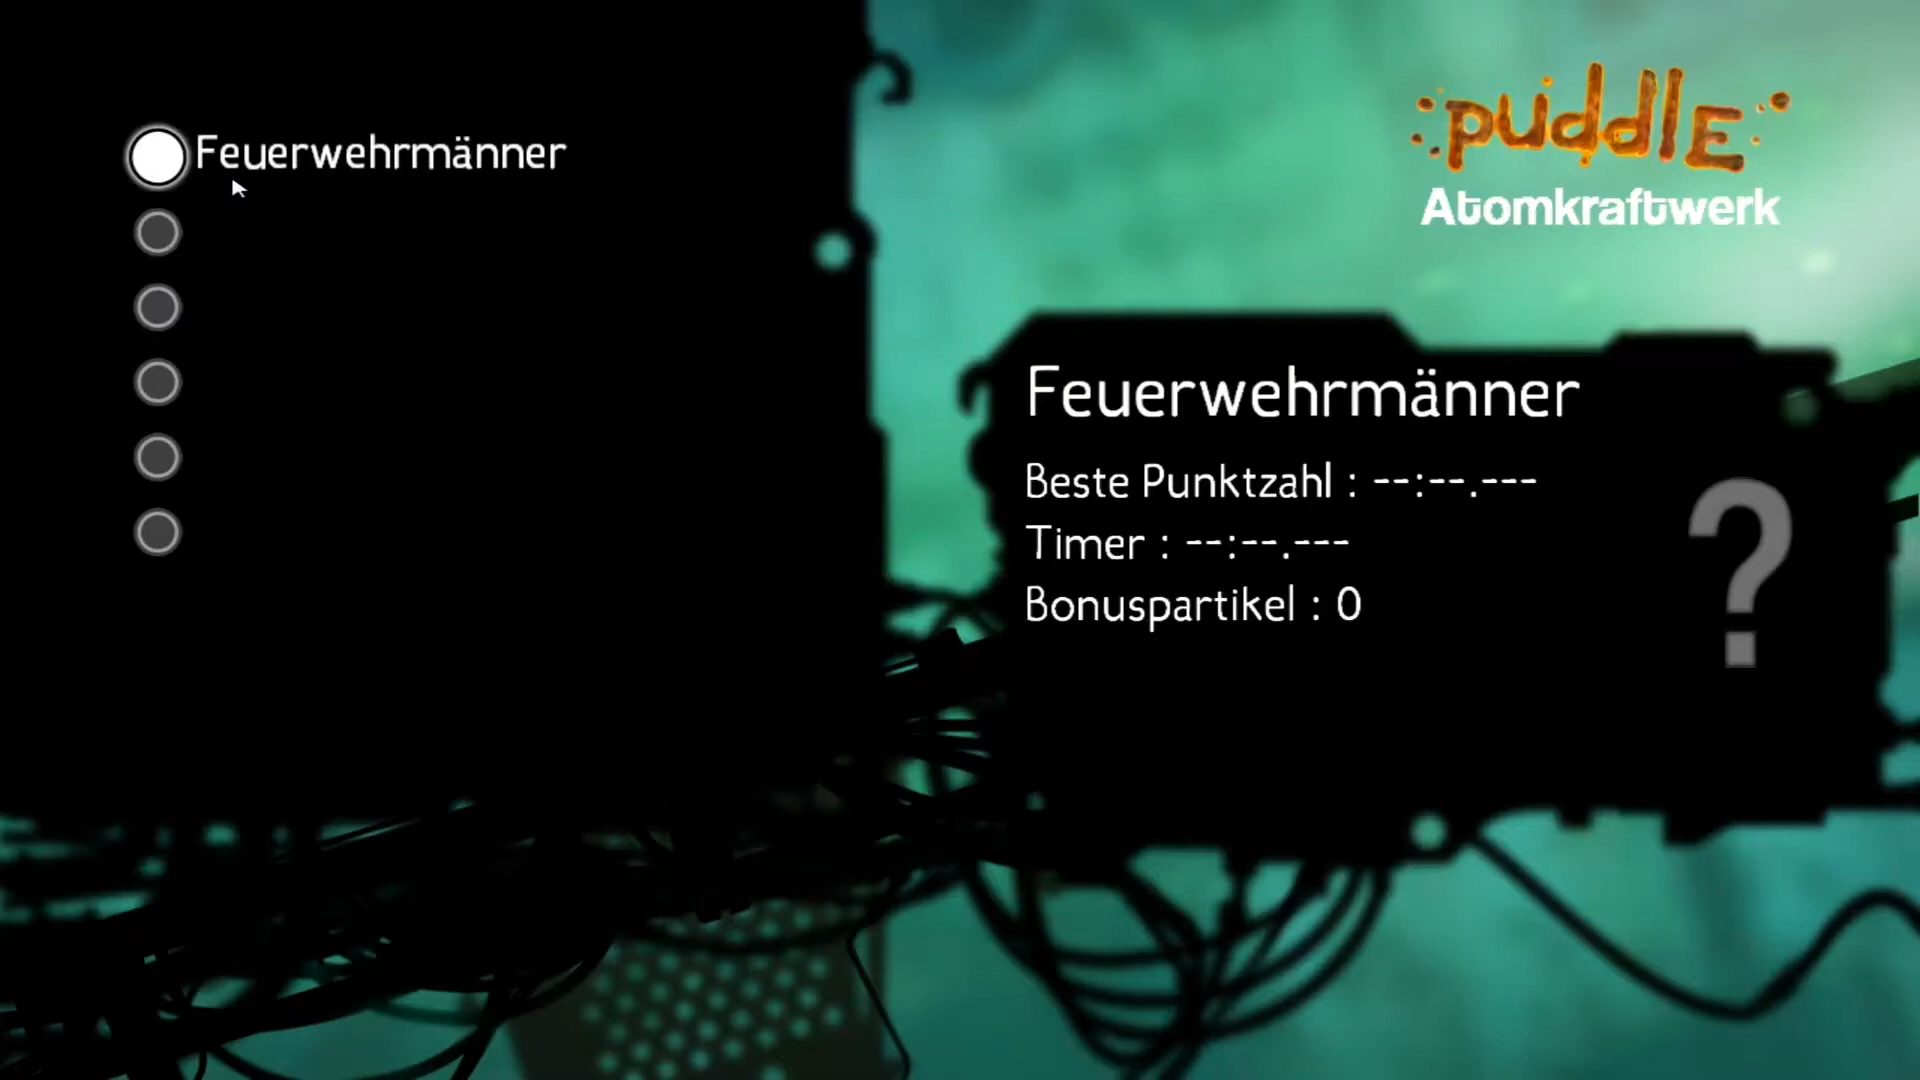 Feuerwehrmänner
puddlE
Atomkraftwerk
Feuerwehrmänner
Beste Punktzahl : --:--.---
Timer : --:--.---
Bonuspartikel : 0
?